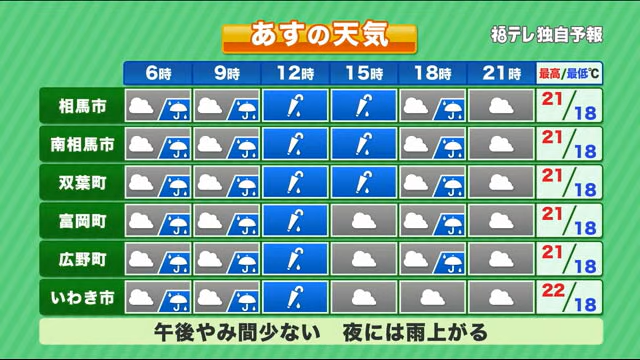 あすの天気
福テレ独自予報
6時 9時 12時 15時 18時 21時 最高/最低℃
相馬市 21/18
南相馬市 21/18
双葉町 21/18
富岡町 21/18
広野町 21/18
いわき市 22/18
午後やみ間少ない 夜には雨上がる